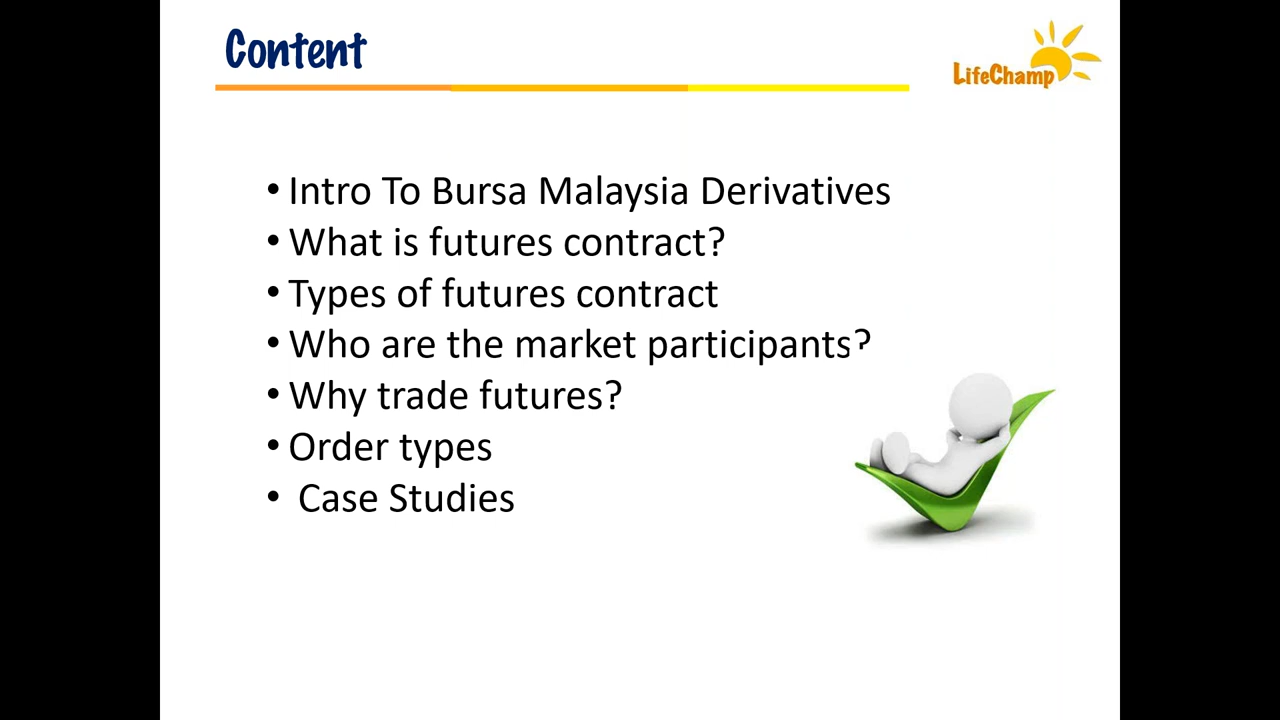 Content
LifeChamp
• Intro To Bursa Malaysia Derivatives
• What is futures contract?
• Types of futures contract
• Who are the market participants?
• Why trade futures?
• Order types
• Case Studies